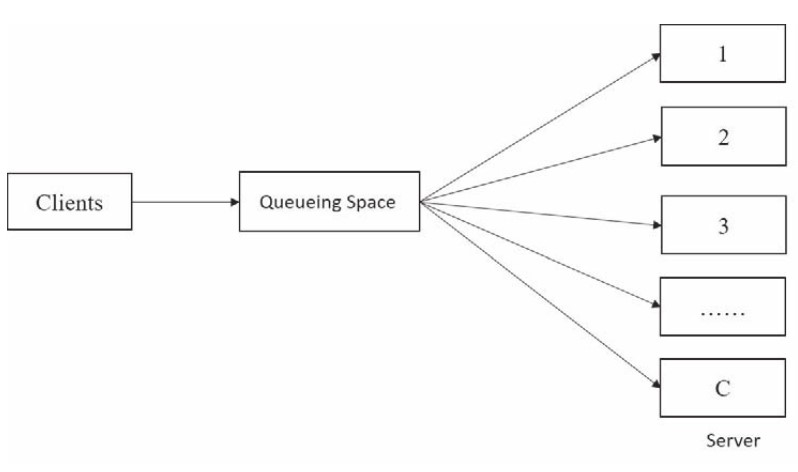 Clients
Queueing Space
1
2
3
......
C
Server